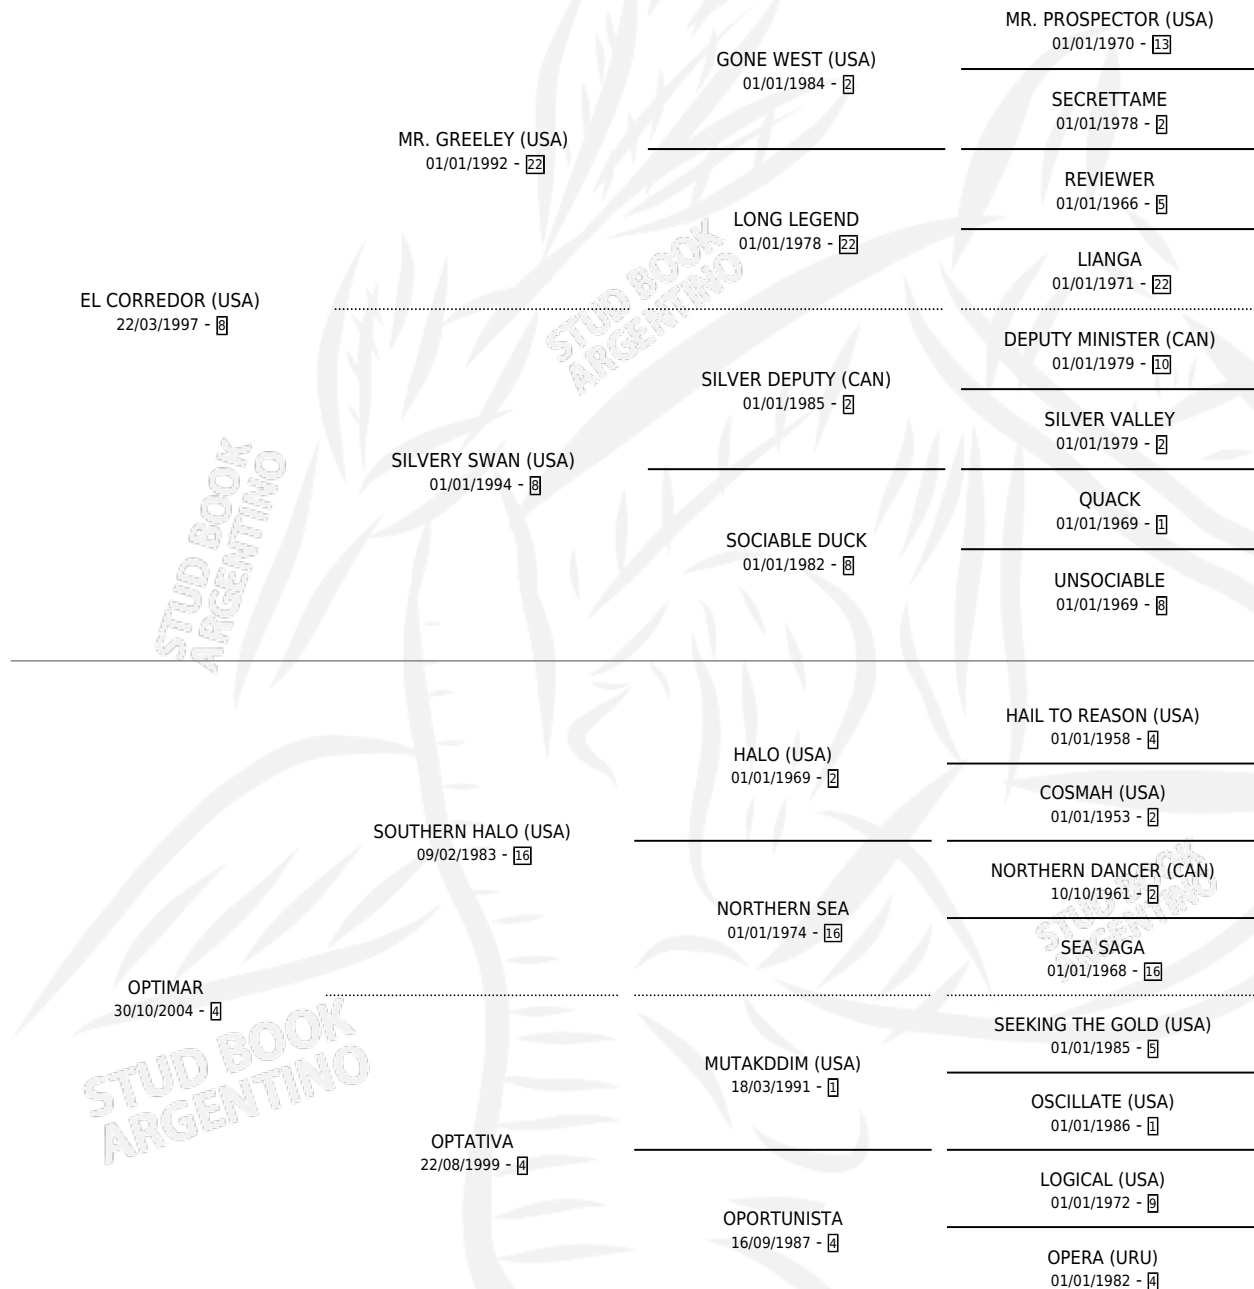 MR. PROSPECTOR (USA)
01/01/1970 - 13
GONE WEST (USA)
01/01/1984 - 2
SECRETTAME
01/01/1978 - 2
MR. GREELEY (USA)
01/01/1992 - 22
REVIEWER
01/01/1966 - 5
LONG LEGEND
01/01/1978 - 22
LIANGA
01/01/1971 - 22
EL CORREDOR (USA)
22/03/1997 - 8
DEPUTY MINISTER (CAN)
01/01/1979 - 10
SILVER DEPUTY (CAN)
01/01/1985 - 2
SILVER VALLEY
01/01/1979 - 2
SILVERY SWAN (USA)
01/01/1994 - 8
QUACK
01/01/1969 - 1
SOCIABLE DUCK
01/01/1982 - 8
UNSOCIABLE
01/01/1969 - 8
HAIL TO REASON (USA)
01/01/1958 - 4
HALO (USA)
01/01/1969 - 2
COSMAH (USA)
01/01/1953 - 2
SOUTHERN HALO (USA)
09/02/1983 - 16
NORTHERN DANCER (CAN)
10/10/1961 - 2
NORTHERN SEA
01/01/1974 - 16
SEA SAGA
01/01/1968 - 16
OPTIMAR
30/10/2004 - 4
SEEKING THE GOLD (USA)
01/01/1985 - 5
MUTAKDDIM (USA)
18/03/1991 - 1
OSCILLATE (USA)
01/01/1986 - 1
OPTATIVA
22/08/1999 - 4
LOGICAL (USA)
01/01/1972 - 9
OPORTUNISTA
16/09/1987 - 4
OPERA (URU)
01/01/1982 - 4
STUD BOOK
ARGENTINO
STUD BOOK
ARGENTINO
STUD BOOK
ARGENTINO
STUD BOOK
ARGENTINO